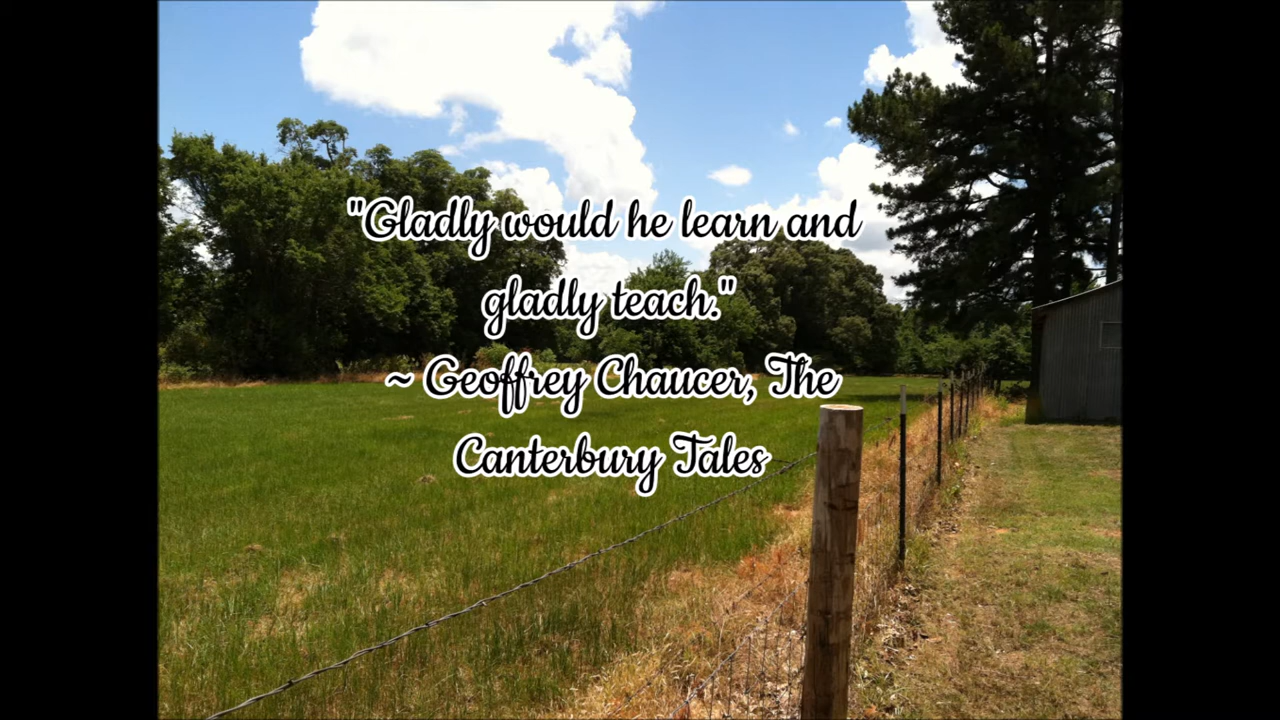 "Gladly would he learn and
gladly teach."
~ Geoffrey Chaucer, The
Canterbury Tales